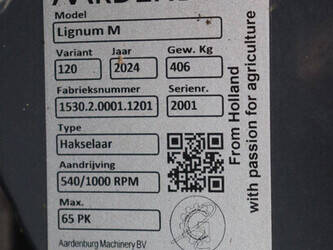 Model
Lignum M
Variant Jaar Gew. Kg
120 2024 406
Fabrieksnummer Serienr.
1530.2.0001.1201 2001
Type
Hakselaar
Aandrijving
540/1000 RPM
Max.
65 PK
Aardenburg Machinery BV
From Holland
with passion for agriculture